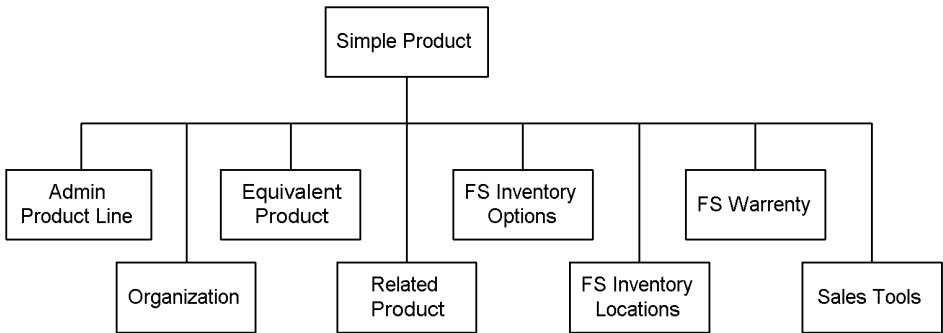 Simple Product
Admin
Product Line
Equivalent
Product
FS Inventory
Options
FS Warrenty
Organization
Related
Product
FS Inventory
Locations
Sales Tools